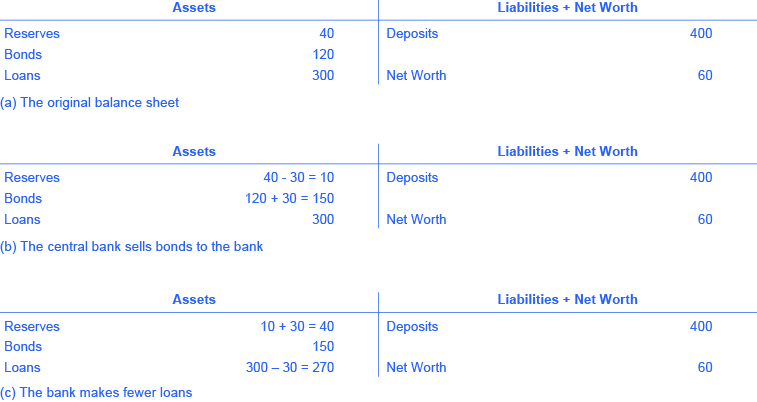 Assets Liabilities + Net Worth
Reserves 40 Deposits 400
Bonds 120
Loans 300 Net Worth 60
(a) The original balance sheet
Assets Liabilities + Net Worth
Reserves 40 - 30 = 10 Deposits 400
Bonds 120 + 30 = 150
Loans 300 Net Worth 60
(b) The central bank sells bonds to the bank
Assets Liabilities + Net Worth
Reserves 10 + 30 = 40 Deposits 400
Bonds 150
Loans 300 – 30 = 270 Net Worth 60
(c) The bank makes fewer loans